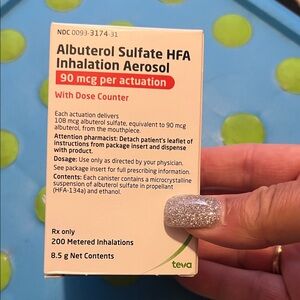 NDC 0093-3174-31
Albuterol Sulfate HFA
Inhalation Aerosol
90 mcg per actuation
With Dose Counter
Each actuation delivers
108 mcg albuterol sulfate, equivalent to 90 mcg
albuterol, from the mouthpiece.
Attention pharmacist: Detach patient's leaflet of
instructions from package insert and dispense
with product.
Dosage: Use only as directed by your physician.
See package insert for full prescribing information.
Contents: Each canister contains a microcrystalline
suspension of albuterol sulfate in propellant
(HFA-134a) and ethanol.
Rx only
200 Metered Inhalations
8.5 g Net Contents
teva